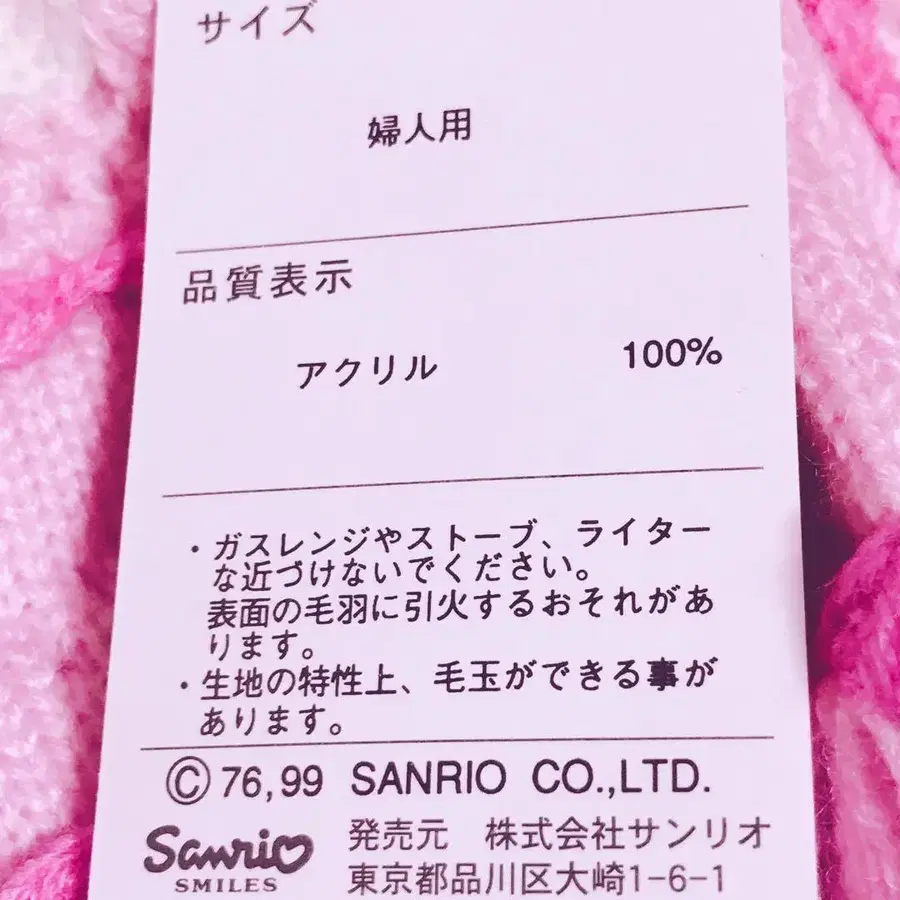 サイズ
婦人用
品質表示
アクリル 100%
・ガスレンジやストーブ、ライター
な近づけないでください。
表面の毛羽に引火するおそれがあ
ります。
・生地の特性上、毛玉ができる事が
あります。
©76,99 SANRIO CO.,LTD.
Sanrio
SMILES
発売元 株式会社サンリオ
東京都品川区大崎1-6-1